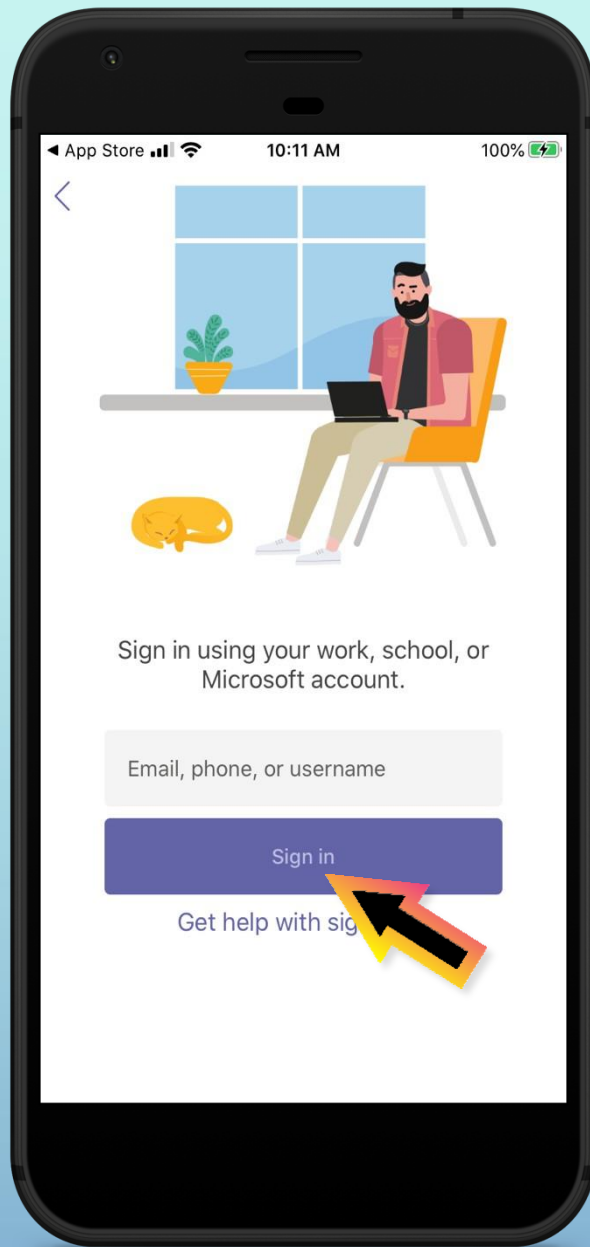 ◀ App Store 10:11 AM 100%
Sign in using your work, school, or
Microsoft account.
Email, phone, or username
Sign in
Get help with